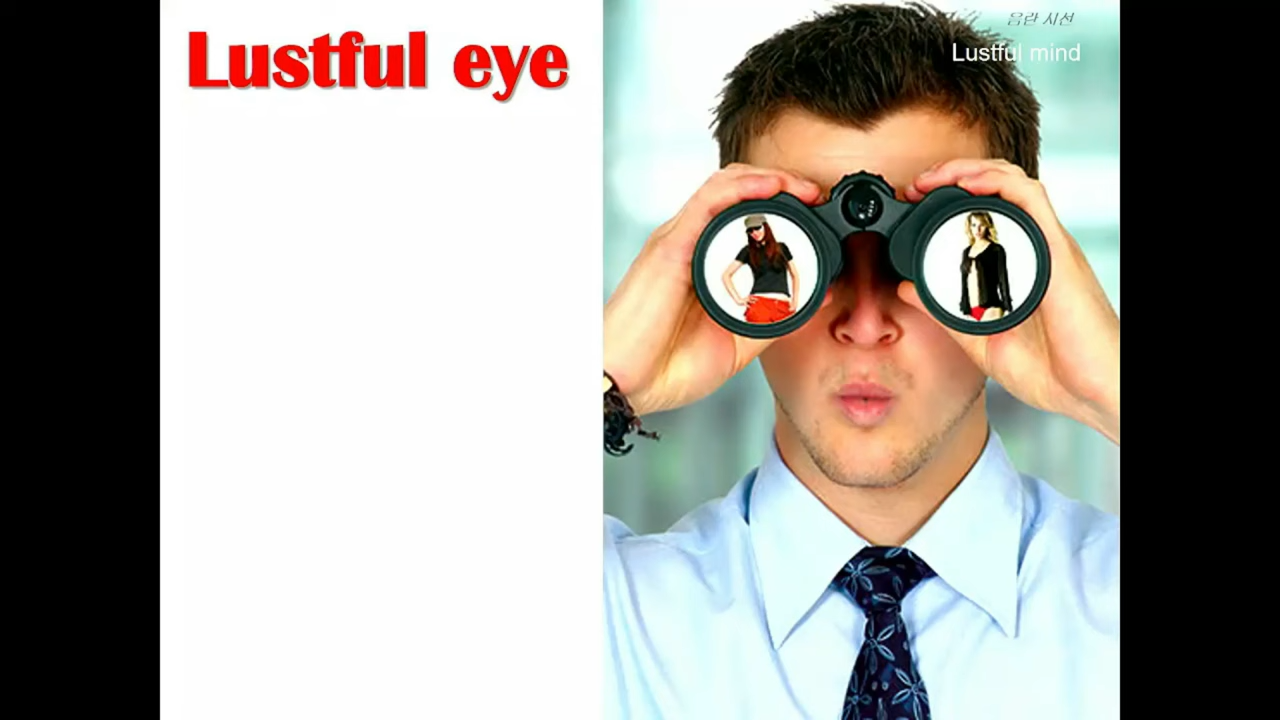 Lustful eye
음란 시선
Lustful mind